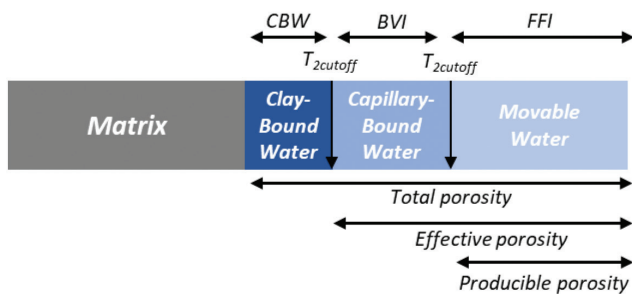 CBW BVI FFI
T2cutoff T2cutoff
Matrix
Clay-
Bound
Water
Capillary-
Bound
Water
Movable
Water
Total porosity
Effective porosity
Producible porosity